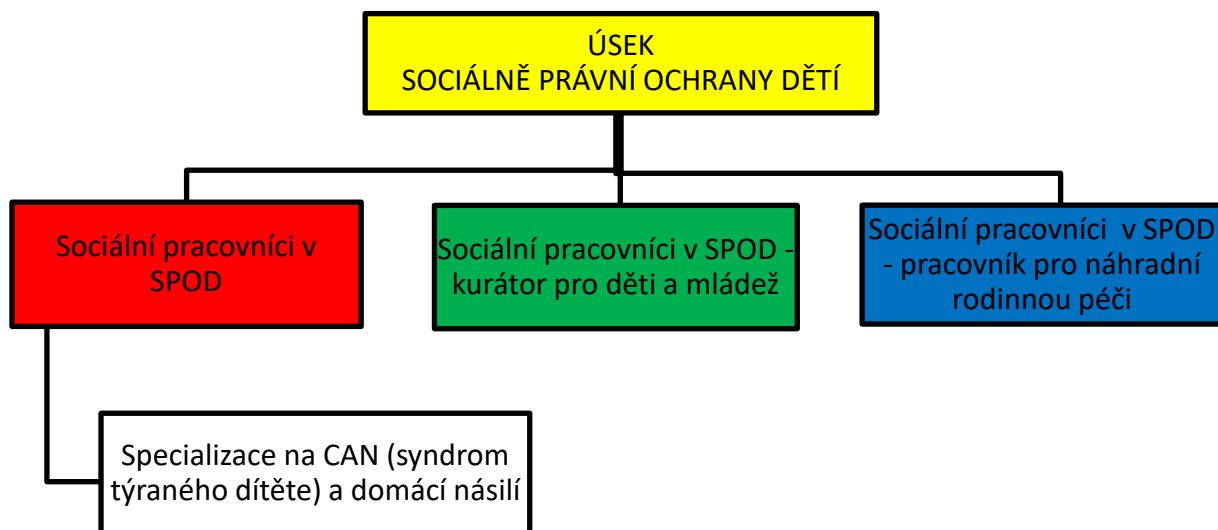 ÚSEK
SOCIÁLNĚ PRÁVNÍ OCHRANY DĚTÍ
Sociální pracovníci v
SPOD
Sociální pracovníci v SPOD -
kurátor pro děti a mládež
Sociální pracovníci v SPOD
- pracovník pro náhradní
rodinnou péči
Specializace na CAN (syndrom
týraného dítěte) a domácí násilí